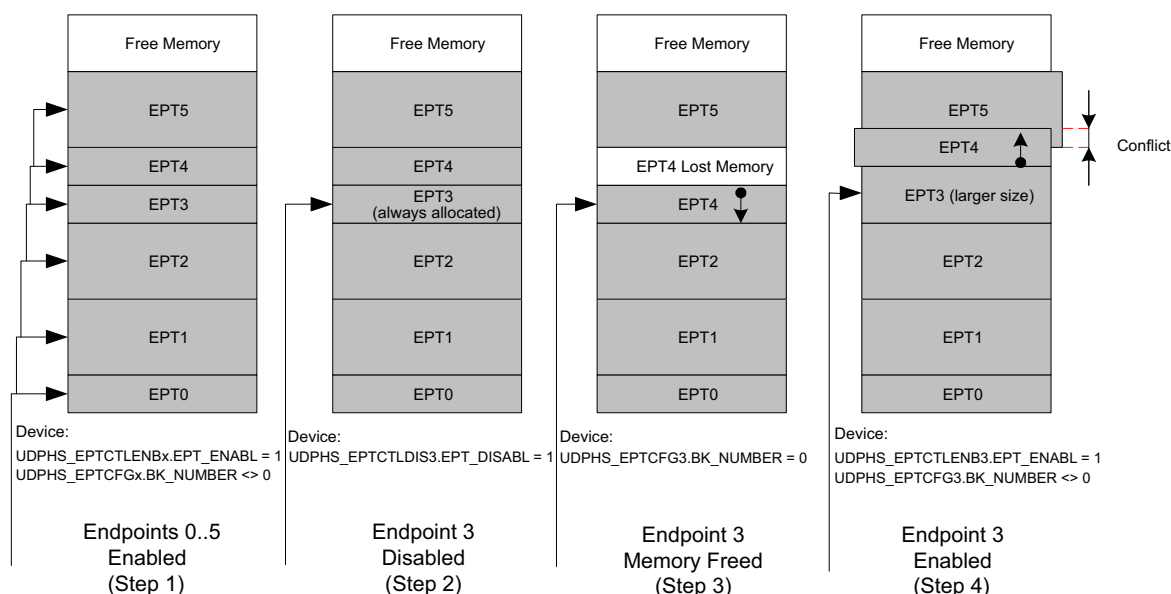 Free Memory
EPT5
EPT4
EPT3
EPT2
EPT1
EPT0
Device:
UDPHS_EPTCTLENBx.EPT_ENABL = 1
UDPHS_EPTCFGx.BK_NUMBER <> 0
Endpoints 0..5
Enabled
(Step 1)
Free Memory
EPT5
EPT4
EPT3
(always allocated)
EPT2
EPT1
EPT0
Device:
UDPHS_EPTCTLDIS3.EPT_DISABL = 1
Endpoint 3
Disabled
(Step 2)
Free Memory
EPT5
EPT4 Lost Memory
EPT4
EPT2
EPT1
EPT0
Device:
UDPHS_EPTCFG3.BK_NUMBER = 0
Endpoint 3
Memory Freed
(Step 3)
Free Memory
EPT5
EPT4
Conflict
EPT3 (larger size)
EPT2
EPT1
EPT0
Device:
UDPHS_EPTCTLENB3.EPT_ENABL = 1
UDPHS_EPTCFG3.BK_NUMBER <> 0
Endpoint 3
Enabled
(Step 4)